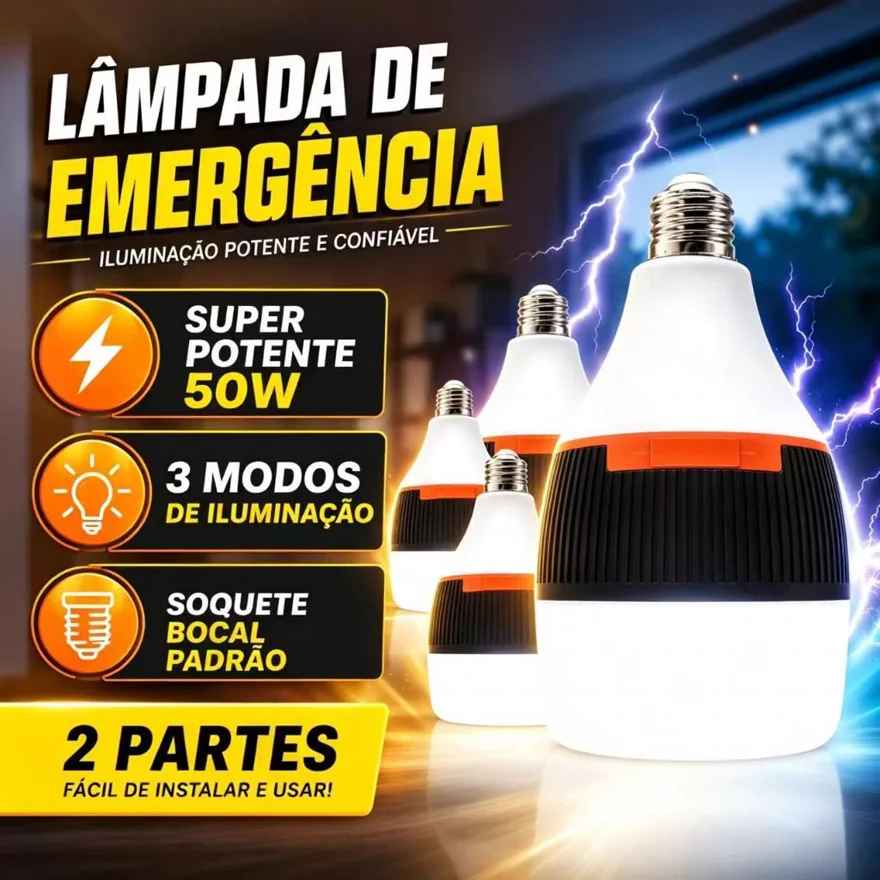 LÂMPADA DE
EMERGÊNCIA
ILUMINAÇÃO POTENTE E CONFIÁVEL
SUPER
POTENTE
50W
3 MODOS
DE ILUMINAÇÃO
SOQUETE
BOCAL
PADRÃO
2 PARTES
FÁCIL DE INSTALAR E USAR!